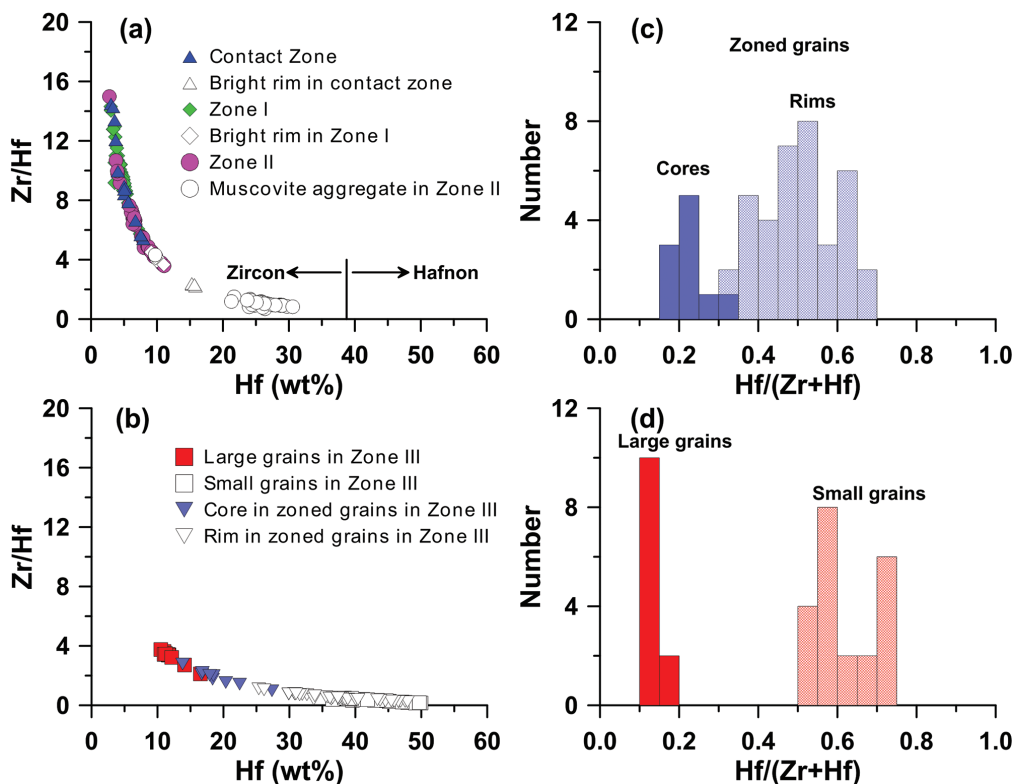 (a)
Contact Zone
Bright rim in contact zone
Zone I
Bright rim in Zone I
Zone II
Muscovite aggregate in Zone II
Zircon
Hafnon
Zr/Hf
20
16
12
8
4
0
0 10 20 30 40 50 60
Hf (wt%)
(c)
Zoned grains
Rims
Cores
Number
12
8
4
0
0.0 0.2 0.4 0.6 0.8 1.0
Hf/(Zr+Hf)
(b)
Large grains in Zone III
Small grains in Zone III
Core in zoned grains in Zone III
Rim in zoned grains in Zone III
Zr/Hf
20
16
12
8
4
0
0 10 20 30 40 50 60
Hf (wt%)
(d)
Large grains
Small grains
Number
12
8
4
0
0.0 0.2 0.4 0.6 0.8 1.0
Hf/(Zr+Hf)